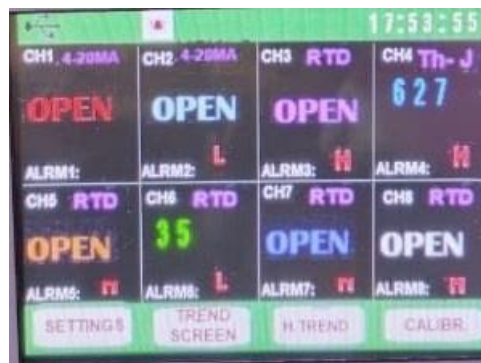 17:53:55
CH1 4-20MA
OPEN
ALRM1:
CH2 4-20MA
OPEN
ALRM2: L
CH3 RTD
OPEN
ALRM3: H
CH4 Th-J
627
ALRM4: H
CH5 RTD
OPEN
ALRM5: H
CH6 RTD
35
ALRM6: L
CH7 RTD
OPEN
ALRM7: H
CH8 RTD
OPEN
ALRM8: H
SETTINGS
TREND
SCREEN
H.TREND
CALIBR.